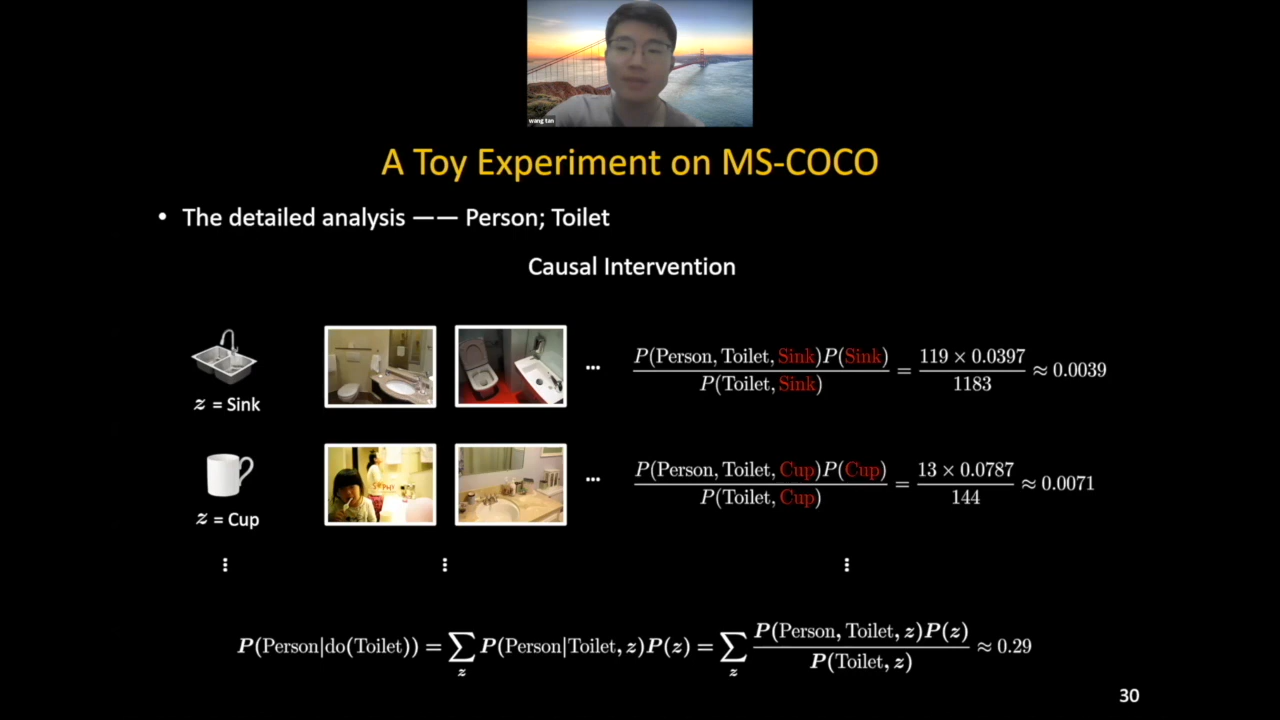 wang tan
A Toy Experiment on MS-COCO
• The detailed analysis —— Person; Toilet
Causal Intervention
z = Sink
...
P(Person, Toilet, Sink)P(Sink) / P(Toilet, Sink) = 119 × 0.0397 / 1183 ≈ 0.0039
z = Cup
...
P(Person, Toilet, Cup)P(Cup) / P(Toilet, Cup) = 13 × 0.0787 / 144 ≈ 0.0071
⋮ ⋮ ⋮
P(Person|do(Toilet)) = ∑_z P(Person|Toilet, z)P(z) = ∑_z P(Person, Toilet, z)P(z) / P(Toilet, z) ≈ 0.29
30